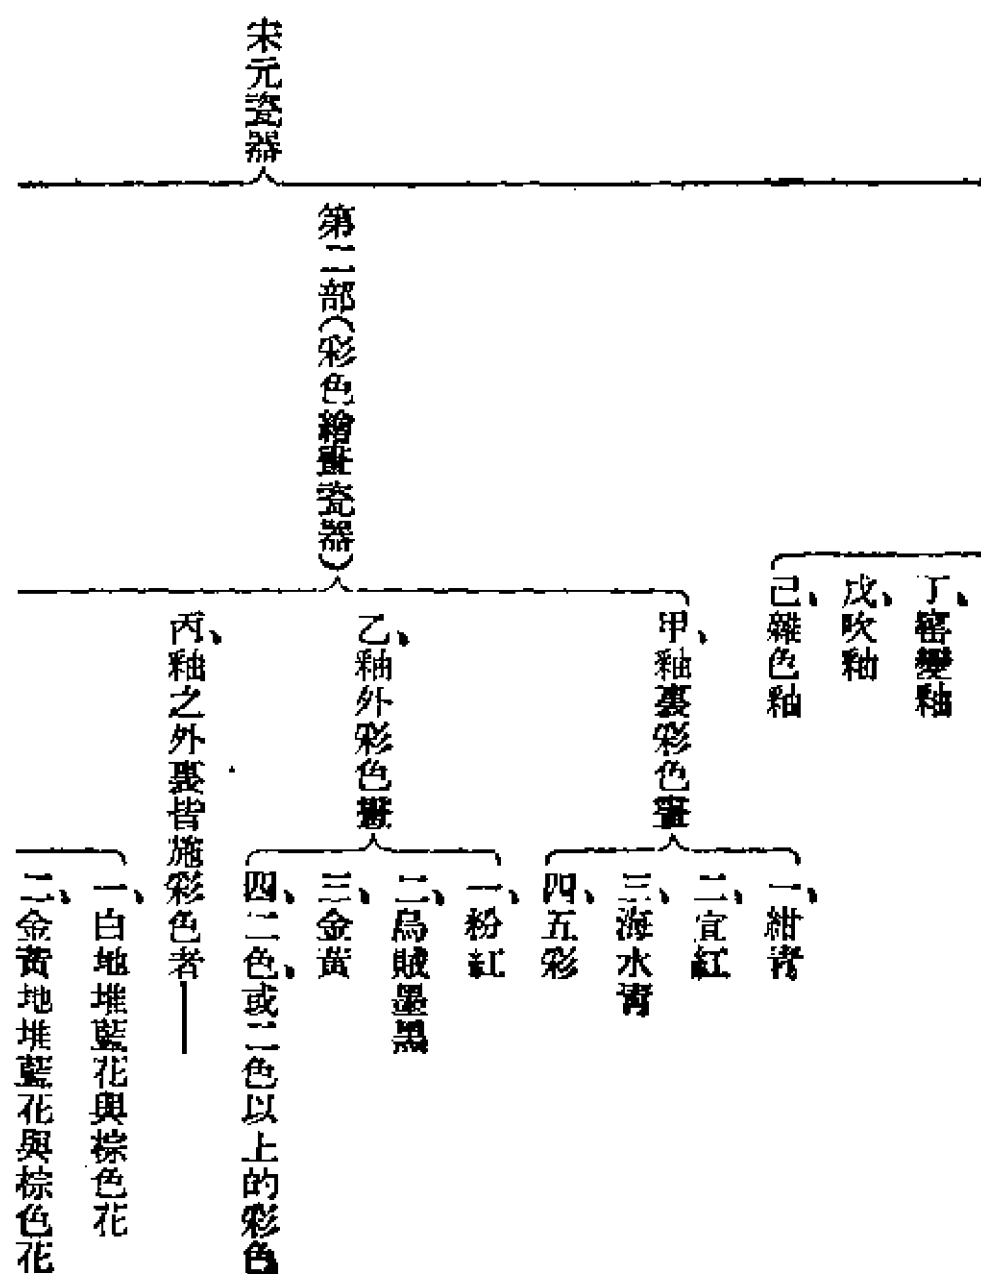 宋元瓷器
丁、窰變釉
戊、吹釉
己、雜色釉
第二部(彩色繪畫瓷器)
甲、釉裏彩色畫
一、紺青
二、宜紅
三、海水青
四、五彩
乙、釉外彩色畫
一、粉紅
二、烏賊墨黑
三、金黃
四、二色或二色以上的彩色
丙、釉之外裏皆施彩色者
一、白地堆藍花與棕色花
二、金黃地堆藍花與棕色花